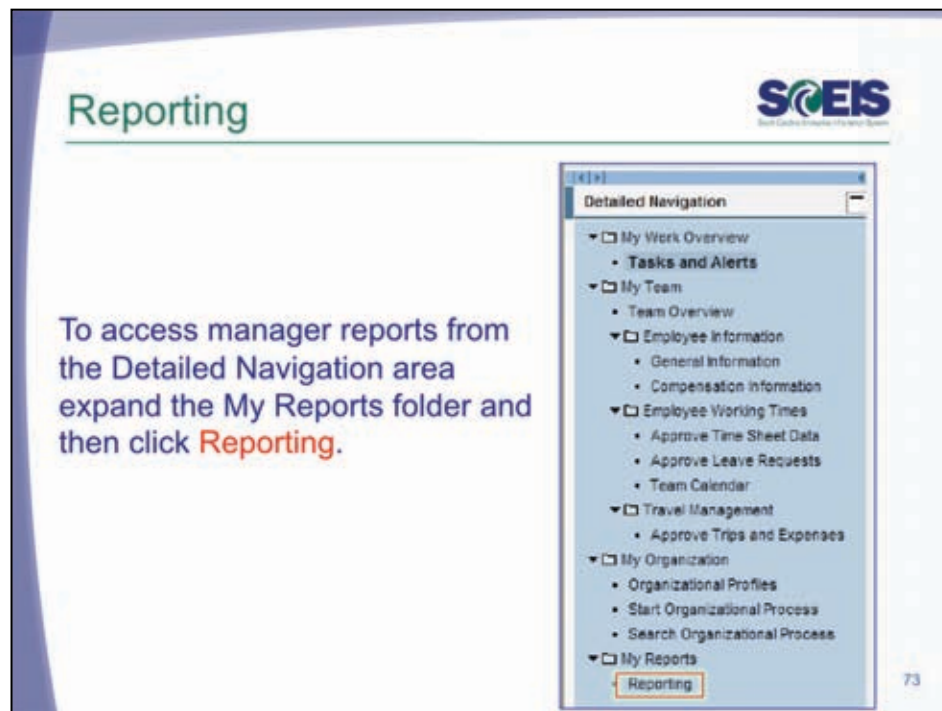 Reporting
SCEIS
To access manager reports from
the Detailed Navigation area
expand the My Reports folder and
then click Reporting.
Detailed Navigation
My Work Overview
Tasks and Alerts
My Team
Team Overview
Employee Information
General Information
Compensation Information
Employee Working Times
Approve Time Sheet Data
Approve Leave Requests
Team Calendar
Travel Management
Approve Trips and Expenses
My Organization
Organizational Profiles
Start Organizational Process
Search Organizational Process
My Reports
Reporting
73